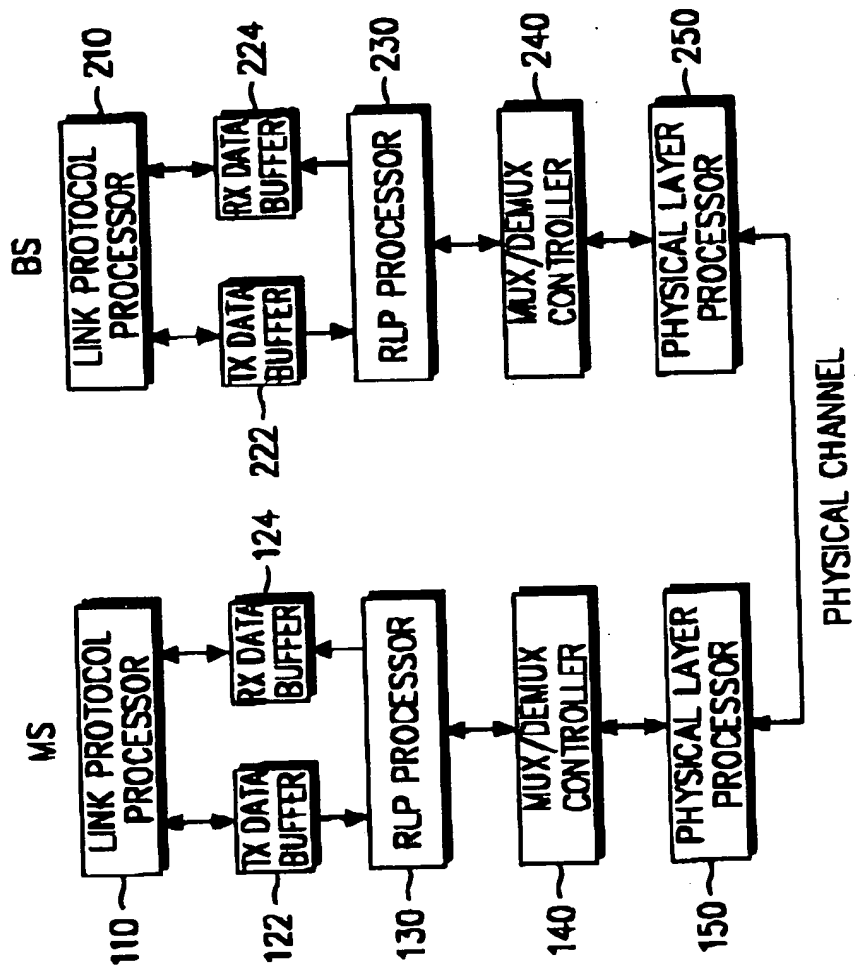 MS
110
LINK PROTOCOL
PROCESSOR
122
TX DATA
BUFFER
RX DATA
BUFFER
124
130
RLP PROCESSOR
140
MUX/DEMUX
CONTROLLER
150
PHYSICAL LAYER
PROCESSOR
BS
LINK PROTOCOL
PROCESSOR
210
222
TX DATA
BUFFER
RX DATA
BUFFER
224
RLP PROCESSOR
230
MUX/DEMUX
CONTROLLER
240
PHYSICAL LAYER
PROCESSOR
250
PHYSICAL CHANNEL